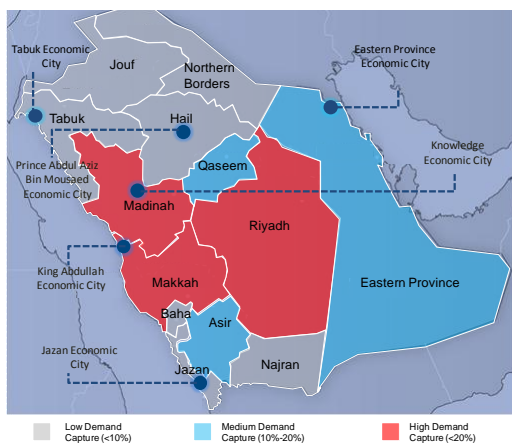 Tabuk Economic
City
Eastern Province
Economic City
Jouf
Northern
Borders
Tabuk
Hail
Knowledge
Economic City
Prince Abdul Aziz
Bin Mousaed
Economic City
Qaseem
Madinah
Riyadh
King Abdullah
Economic City
Makkah
Eastern Province
Baha
Asir
Jazan Economic
City
Jazan
Najran
Low Demand
Capture (<10%)
Medium Demand
Capture (10%-20%)
High Demand
Capture (<20%)